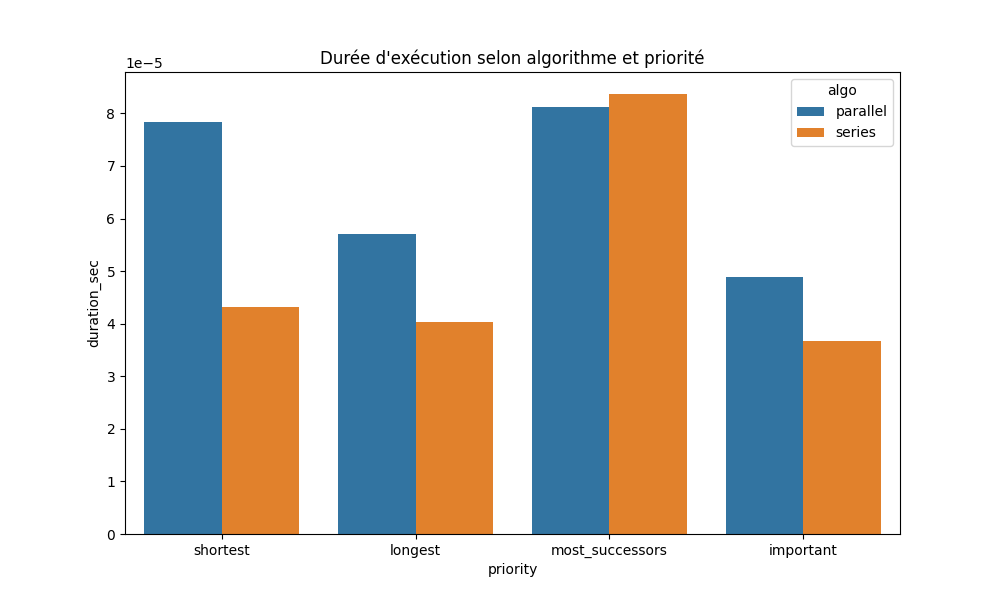 Durée d'exécution selon algorithme et priorité
1e−5
8
7
6
5
4
3
2
1
0
duration_sec
algo
parallel
series
shortest
longest
most_successors
important
priority